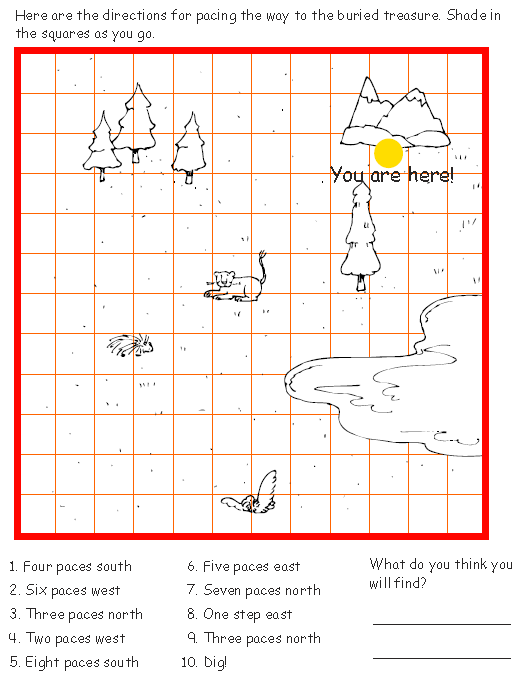 Here are the directions for pacing the way to the buried treasure. Shade in
the squares as you go.
You are here!
1. Four paces south
2. Six paces west
3. Three paces north
4. Two paces west
5. Eight paces south
6. Five paces east
7. Seven paces north
8. One step east
9. Three paces north
10. Dig!
What do you think you
will find?